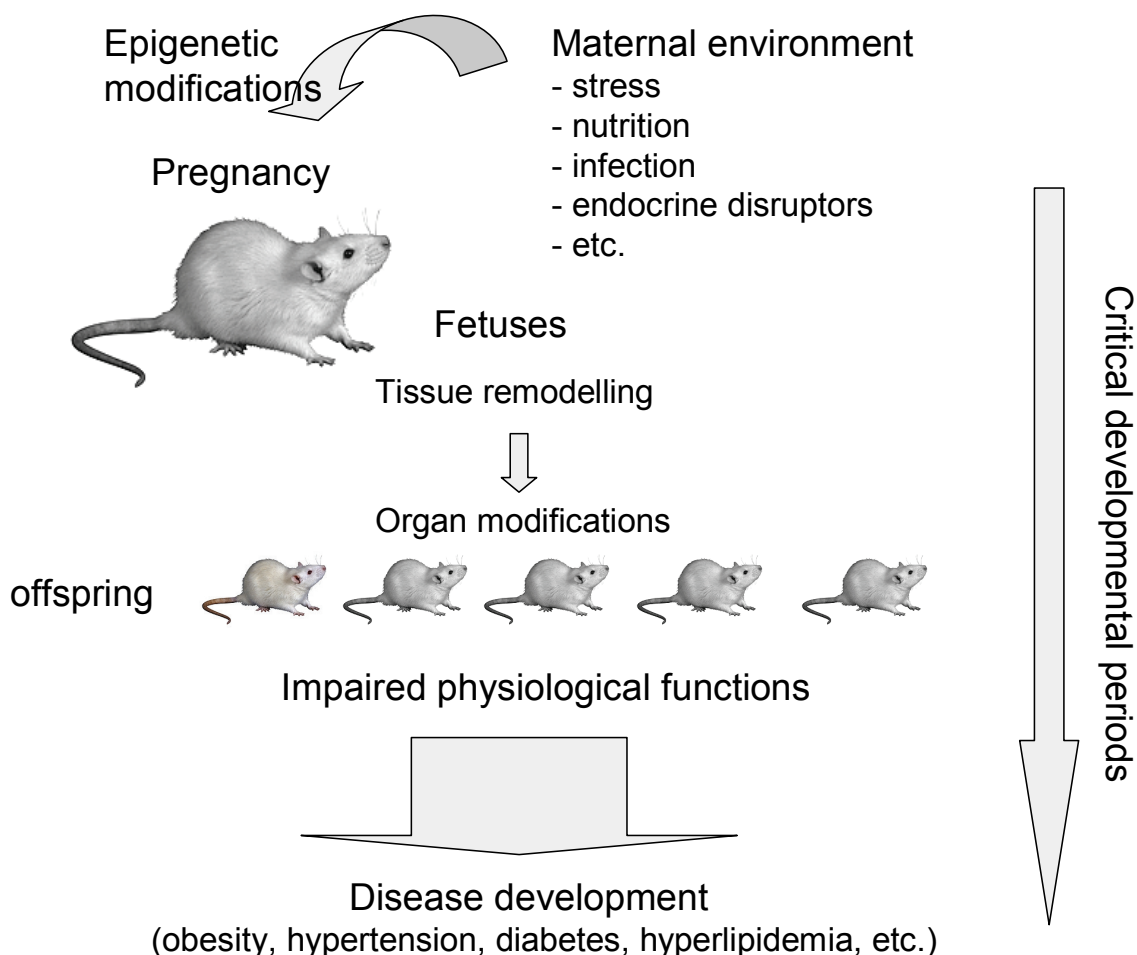 Epigenetic
modifications
Maternal environment
- stress
- nutrition
- infection
- endocrine disruptors
- etc.
Pregnancy
Fetuses
Tissue remodelling
Organ modifications
offspring
Impaired physiological functions
Disease development
(obesity, hypertension, diabetes, hyperlipidemia, etc.)
Critical developmental periods